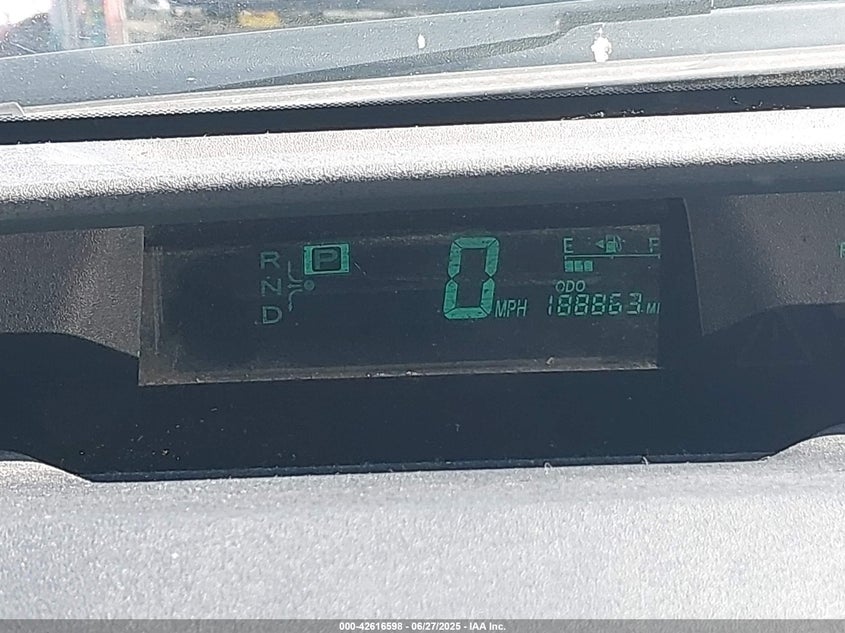 R P
N
D
0 MPH
E F
ODO
188863 MI
000-42616598 - 06/27/2025 - IAA Inc.